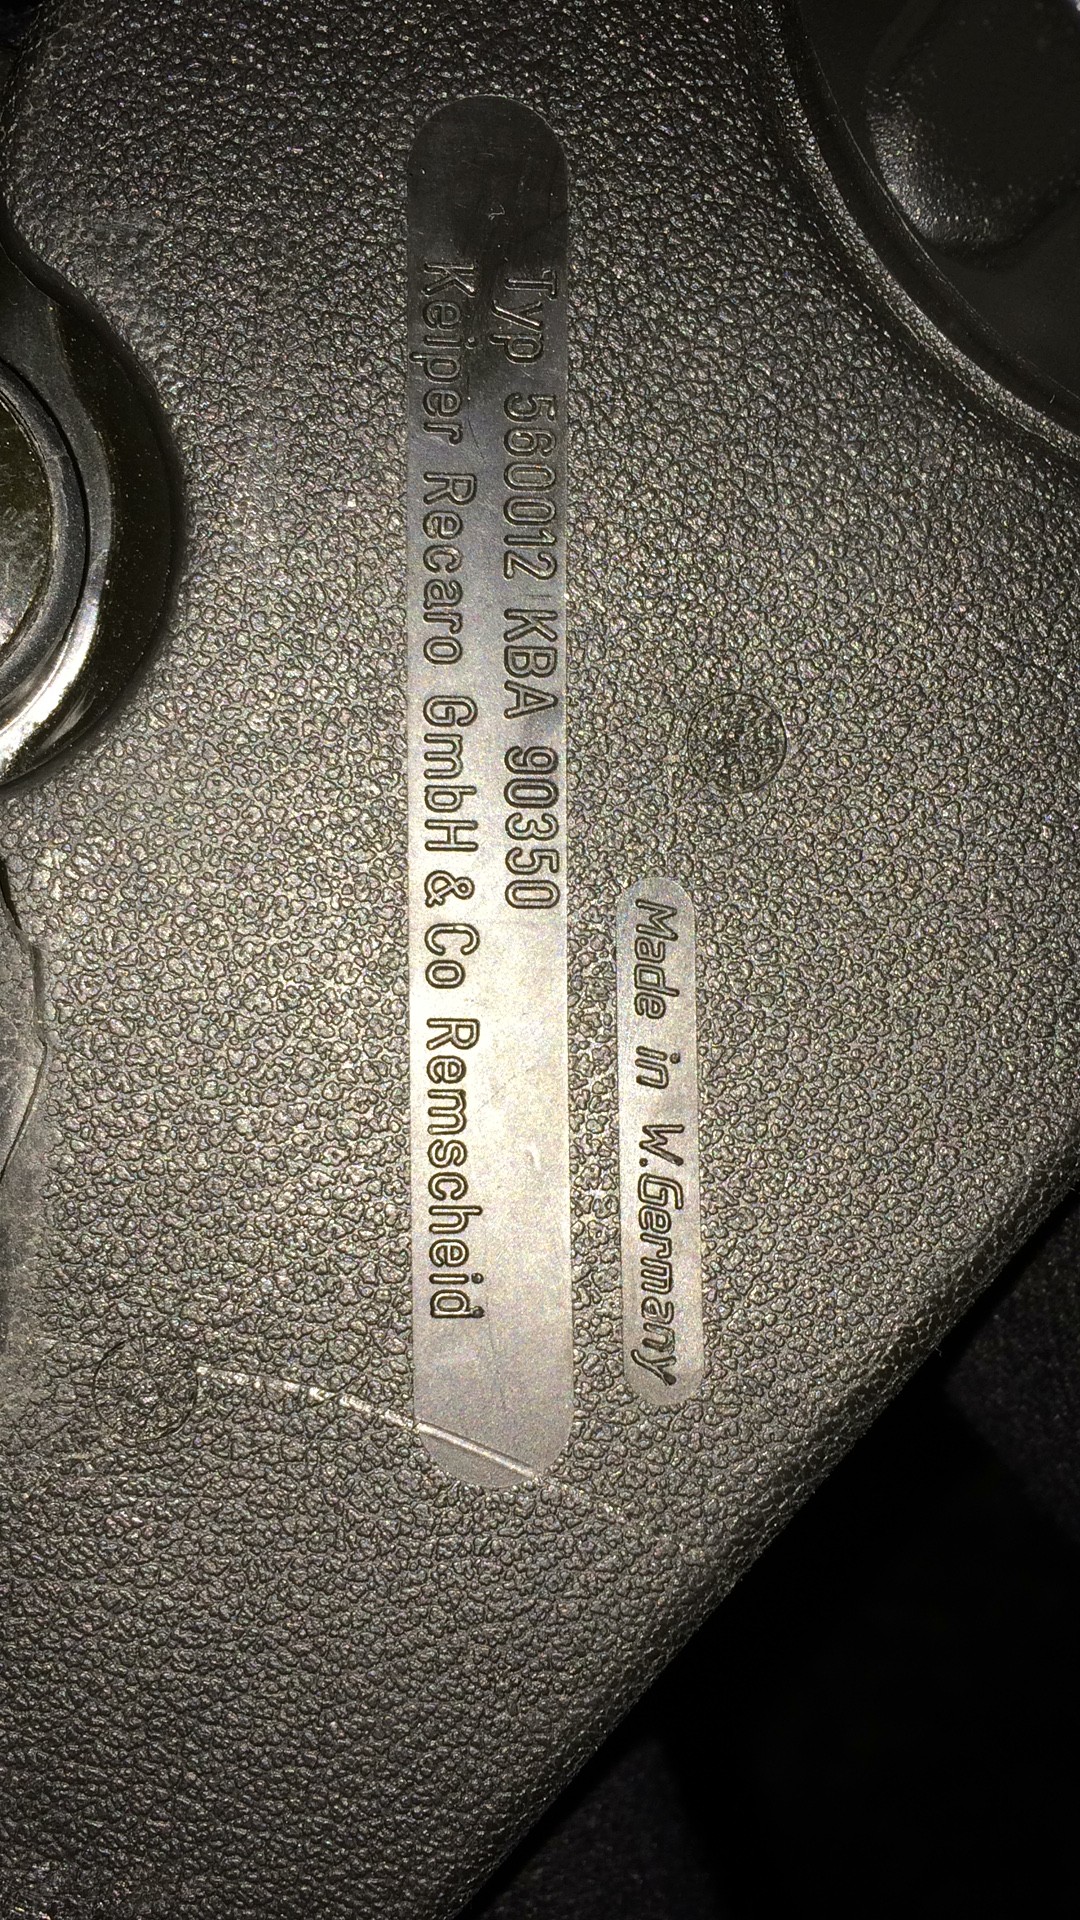 Typ 560012 KBA 90350
Keiper Recaro GmbH & Co Remscheid
Made in W.Germany